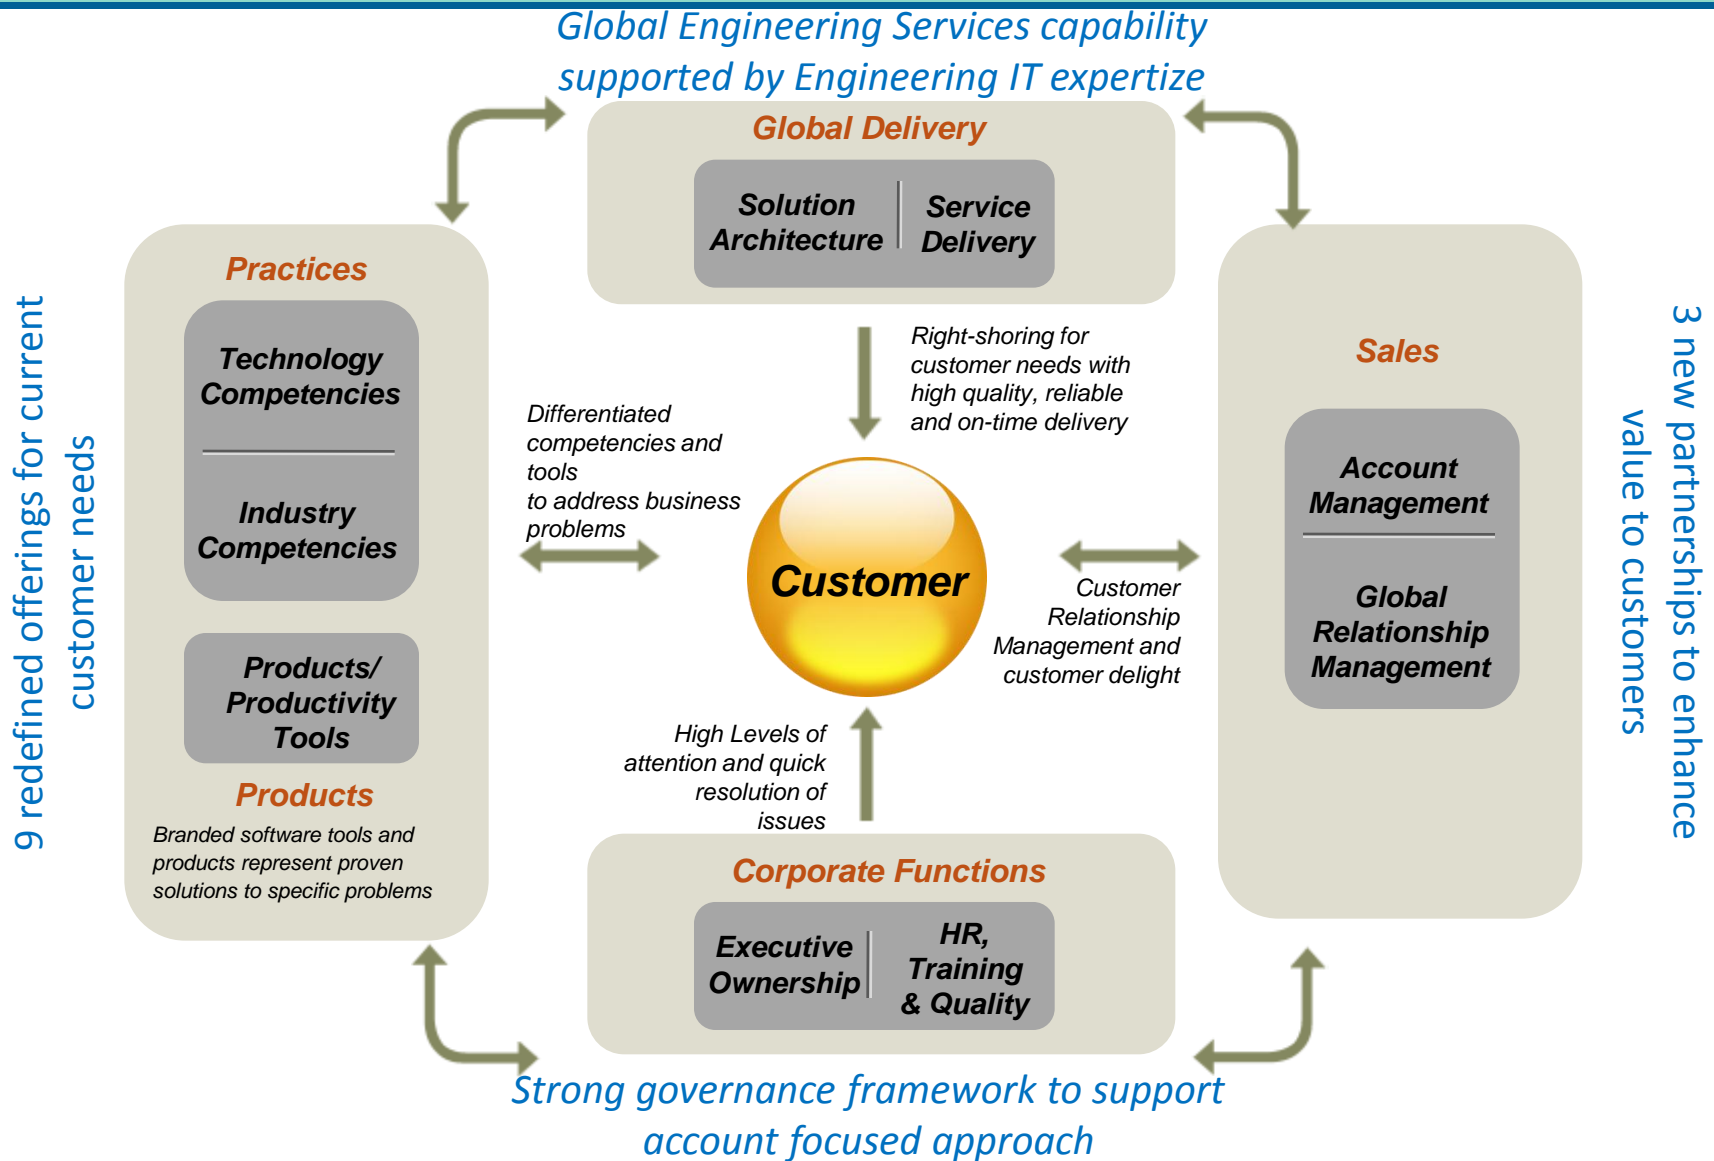 Global Engineering Services capability
supported by Engineering IT expertize
Global Delivery
Solution
Architecture
Service
Delivery
9 redefined offerings for current
customer needs
Practices
Technology
Competencies
Industry
Competencies
Products/
Productivity
Tools
Products
Branded software tools and
products represent proven
solutions to specific problems
Differentiated
competencies and
tools
to address business
problems
Right-shoring for
customer needs with
high quality, reliable
and on-time delivery
Customer
Customer
Relationship
Management and
customer delight
High Levels of
attention and quick
resolution of
issues
Sales
Account
Management
Global
Relationship
Management
3 new partnerships to enhance
value to customers
Corporate Functions
Executive
Ownership
HR,
Training
& Quality
Strong governance framework to support
account focused approach